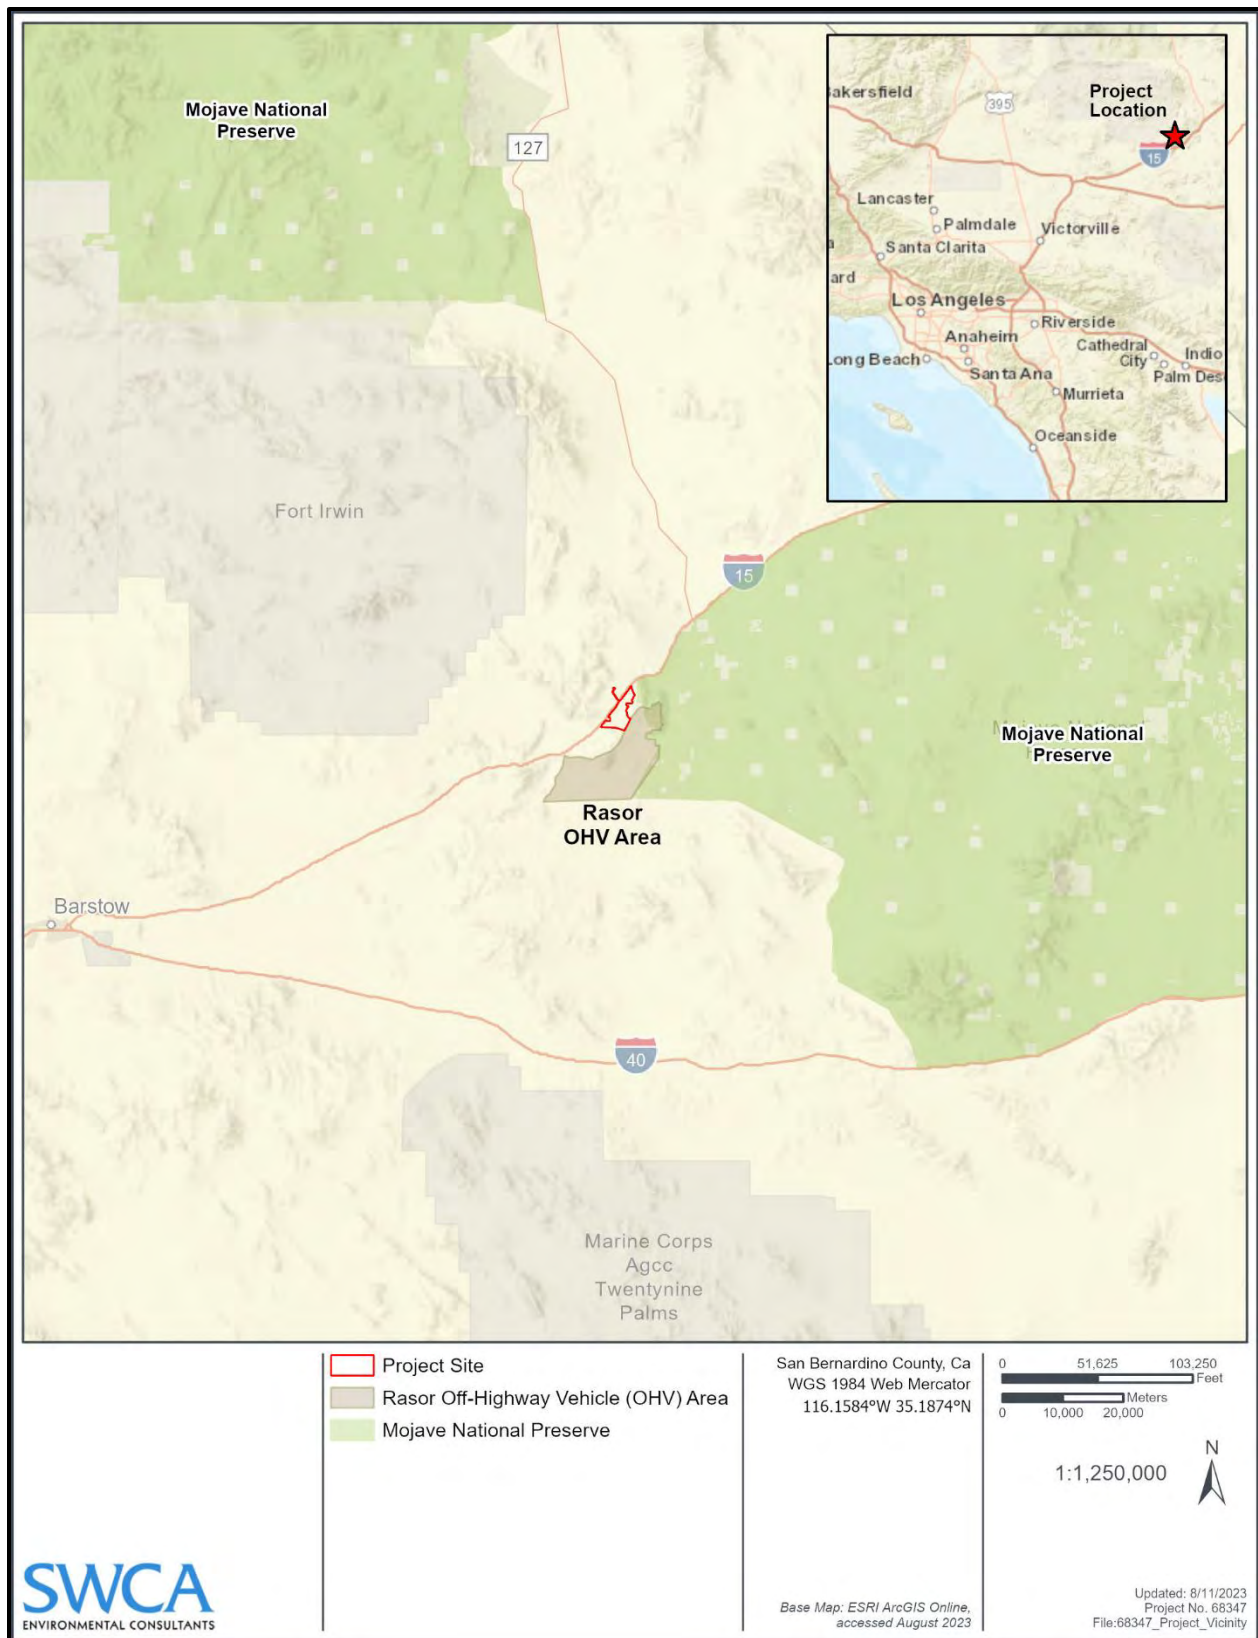 Mojave National
Preserve
127
Fort Irwin
15
Mojave National
Preserve
Rasor
OHV Area
Barstow
40
Marine Corps
Agcc
Twentynine
Palms
Project
Location
akersfield
395
15
Lancaster
Palmdale
Victorville
Santa Clarita
ard
Los Angeles
Riverside
Anaheim
Cathedral
City
Indio
Long Beach
Santa Ana
Palm Des
Murrieta
Oceanside
Project Site
Rasor Off-Highway Vehicle (OHV) Area
Mojave National Preserve
San Bernardino County, Ca
WGS 1984 Web Mercator
116.1584°W 35.1874°N
0 51,625 103,250
Feet
Meters
0 10,000 20,000
N
1:1,250,000
SWCA
ENVIRONMENTAL CONSULTANTS
Base Map: ESRI ArcGIS Online,
accessed August 2023
Updated: 8/11/2023
Project No. 68347
File:68347_Project_Vicinity